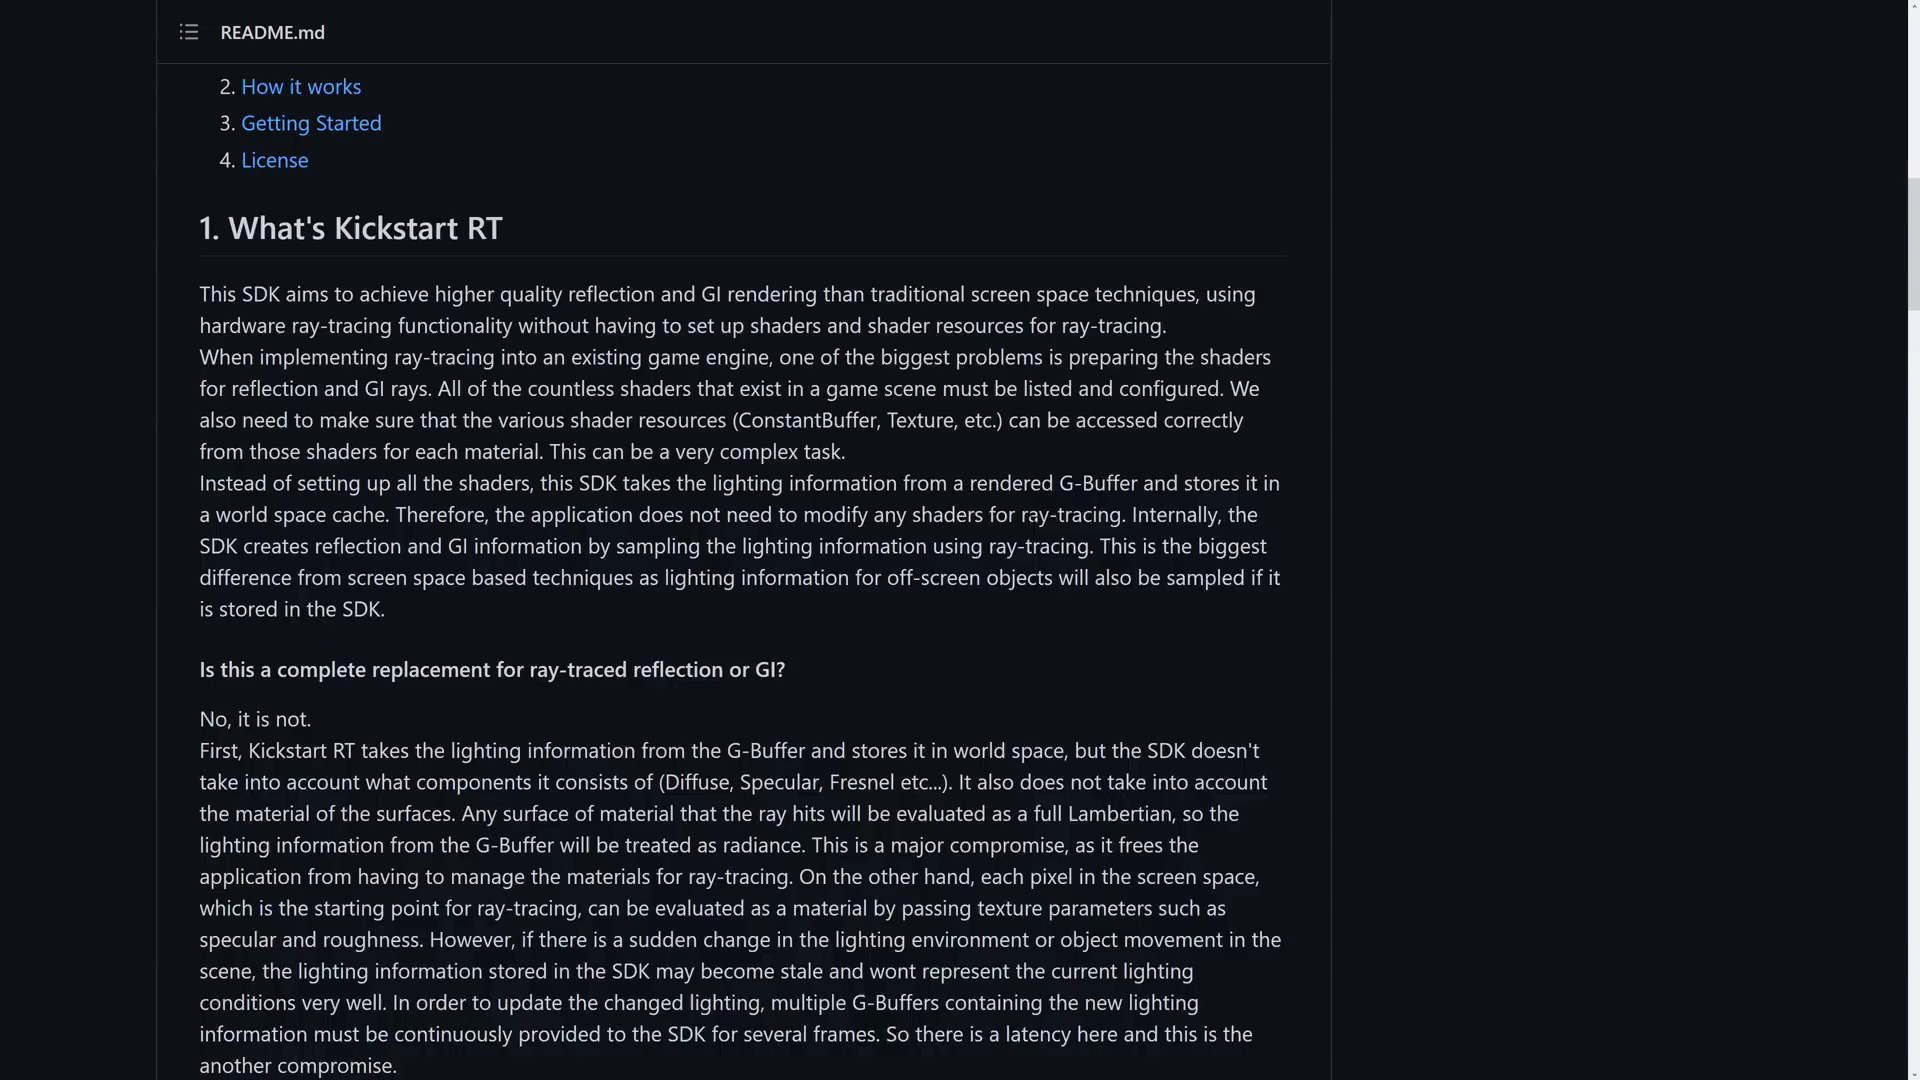 README.md
2. How it works
3. Getting Started
4. License
1. What's Kickstart RT
This SDK aims to achieve higher quality reflection and GI rendering than traditional screen space techniques, using
hardware ray-tracing functionality without having to set up shaders and shader resources for ray-tracing.
When implementing ray-tracing into an existing game engine, one of the biggest problems is preparing the shaders
for reflection and GI rays. All of the countless shaders that exist in a game scene must be listed and configured. We
also need to make sure that the various shader resources (ConstantBuffer, Texture, etc.) can be accessed correctly
from those shaders for each material. This can be a very complex task.
Instead of setting up all the shaders, this SDK takes the lighting information from a rendered G-Buffer and stores it in
a world space cache. Therefore, the application does not need to modify any shaders for ray-tracing. Internally, the
SDK creates reflection and GI information by sampling the lighting information using ray-tracing. This is the biggest
difference from screen space based techniques as lighting information for off-screen objects will also be sampled if it
is stored in the SDK.
Is this a complete replacement for ray-traced reflection or GI?
No, it is not.
First, Kickstart RT takes the lighting information from the G-Buffer and stores it in world space, but the SDK doesn't
take into account what components it consists of (Diffuse, Specular, Fresnel etc...). It also does not take into account
the material of the surfaces. Any surface of material that the ray hits will be evaluated as a full Lambertian, so the
lighting information from the G-Buffer will be treated as radiance. This is a major compromise, as it frees the
application from having to manage the materials for ray-tracing. On the other hand, each pixel in the screen space,
which is the starting point for ray-tracing, can be evaluated as a material by passing texture parameters such as
specular and roughness. However, if there is a sudden change in the lighting environment or object movement in the
scene, the lighting information stored in the SDK may become stale and wont represent the current lighting
conditions very well. In order to update the changed lighting, multiple G-Buffers containing the new lighting
information must be continuously provided to the SDK for several frames. So there is a latency here and this is the
another compromise.